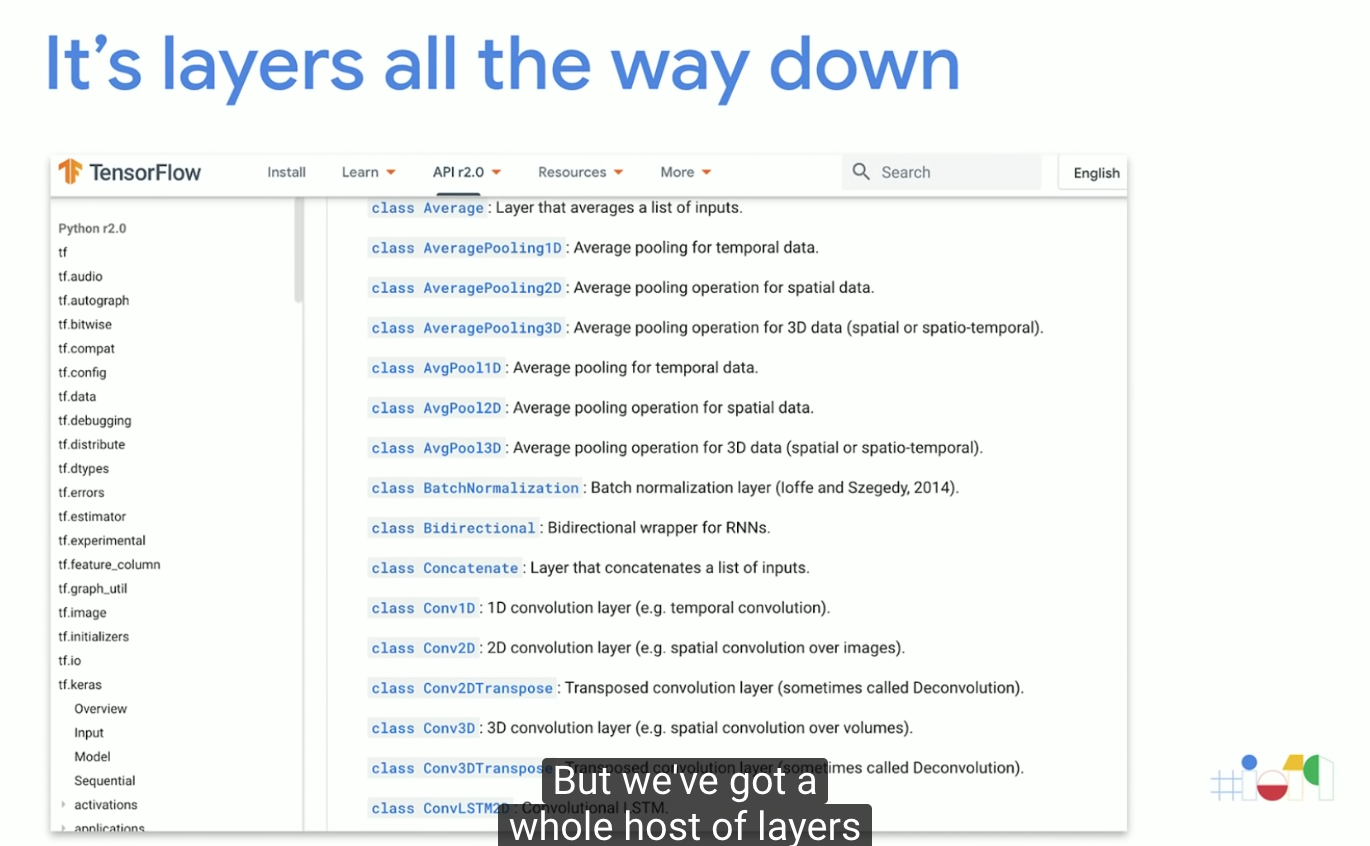 It's layers all the way down
TensorFlow Install Learn API r2.0 Resources More Search English
Python r2.0
tf
tf.audio
tf.autograph
tf.bitwise
tf.compat
tf.config
tf.data
tf.debugging
tf.distribute
tf.dtypes
tf.errors
tf.estimator
tf.experimental
tf.feature_column
tf.graph_util
tf.image
tf.initializers
tf.io
tf.keras
Overview
Input
Model
Sequential
activations
applications
class Average: Layer that averages a list of inputs.
class AveragePooling1D: Average pooling for temporal data.
class AveragePooling2D: Average pooling operation for spatial data.
class AveragePooling3D: Average pooling operation for 3D data (spatial or spatio-temporal).
class AvgPool1D: Average pooling for temporal data.
class AvgPool2D: Average pooling operation for spatial data.
class AvgPool3D: Average pooling operation for 3D data (spatial or spatio-temporal).
class BatchNormalization: Batch normalization layer (Ioffe and Szegedy, 2014).
class Bidirectional: Bidirectional wrapper for RNNs.
class Concatenate: Layer that concatenates a list of inputs.
class Conv1D: 1D convolution layer (e.g. temporal convolution).
class Conv2D: 2D convolution layer (e.g. spatial convolution over images).
class Conv2DTranspose: Transposed convolution layer (sometimes called Deconvolution).
class Conv3D: 3D convolution layer (e.g. spatial convolution over volumes).
class Conv3DTranspose: Transposed convolution layer (sometimes called Deconvolution).
class ConvLSTM2D: Convolutional LSTM.
But we've got a
whole host of layers
#io19